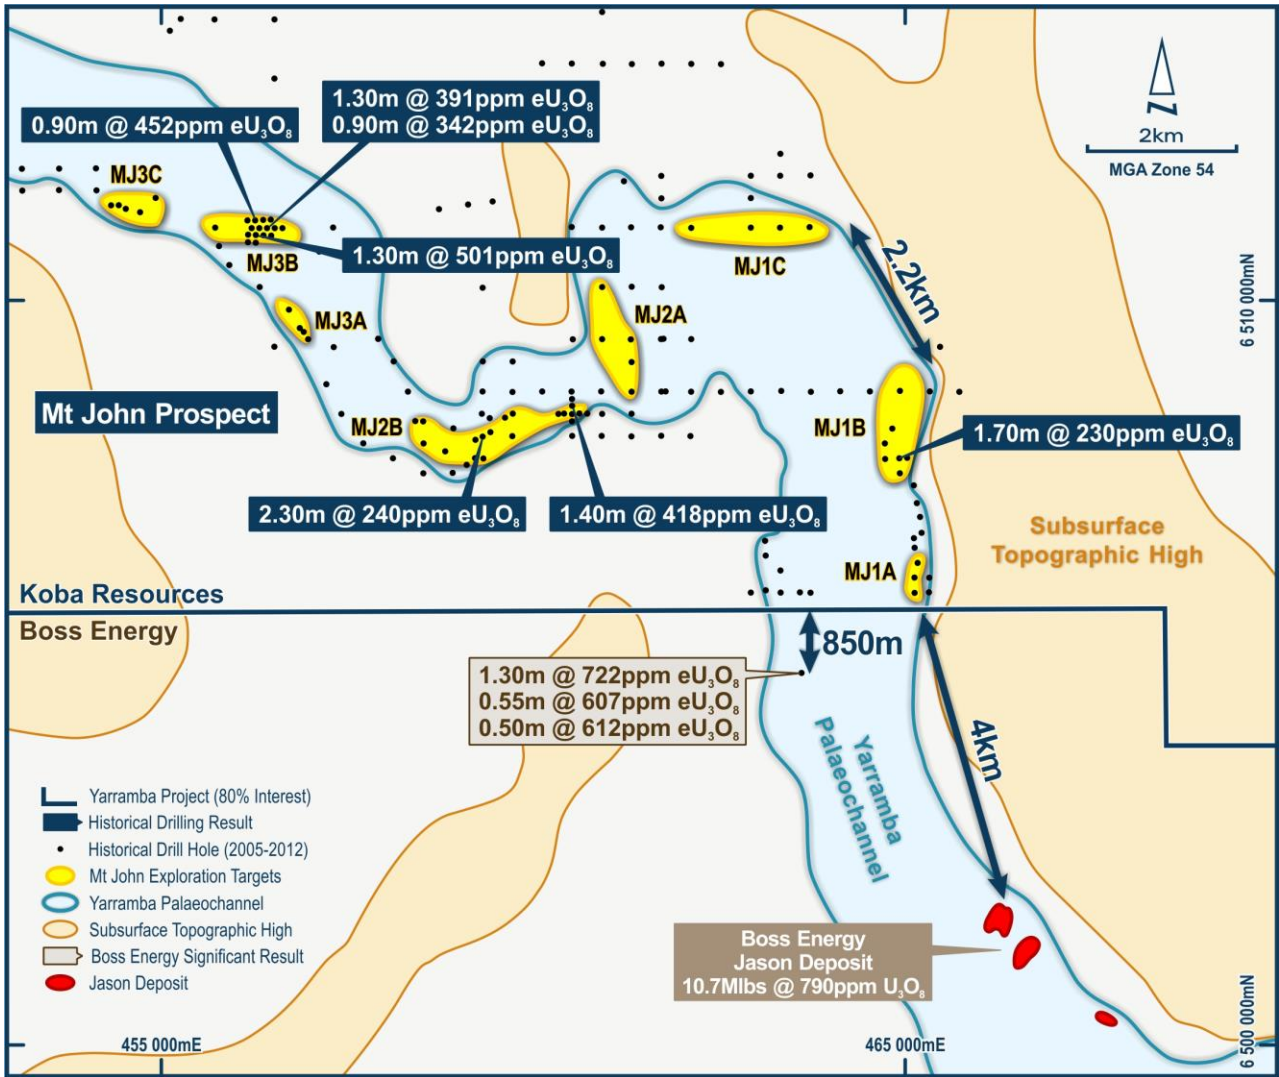 1.30m @ 391ppm eU₃O₈
0.90m @ 342ppm eU₃O₈
0.90m @ 452ppm eU₃O₈
N
2km
MGA Zone 54
MJ3C
MJ3B
1.30m @ 501ppm eU₃O₈
MJ1C
2.2km
6 510 000mN
MJ3A
MJ2A
Mt John Prospect
MJ2B
MJ1B
1.70m @ 230ppm eU₃O₈
2.30m @ 240ppm eU₃O₈
1.40m @ 418ppm eU₃O₈
Subsurface
Topographic High
MJ1A
Koba Resources
Boss Energy
850m
1.30m @ 722ppm eU₃O₈
0.55m @ 607ppm eU₃O₈
0.50m @ 612ppm eU₃O₈
4km
Yarramba
Palaeochannel
Yarramba Project (80% Interest)
Historical Drilling Result
Historical Drill Hole (2005-2012)
Mt John Exploration Targets
Yarramba Palaeochannel
Subsurface Topographic High
Boss Energy Significant Result
Jason Deposit
Boss Energy
Jason Deposit
10.7Mlbs @ 790ppm U₃O₈
455 000mE
465 000mE
6 500 000mN